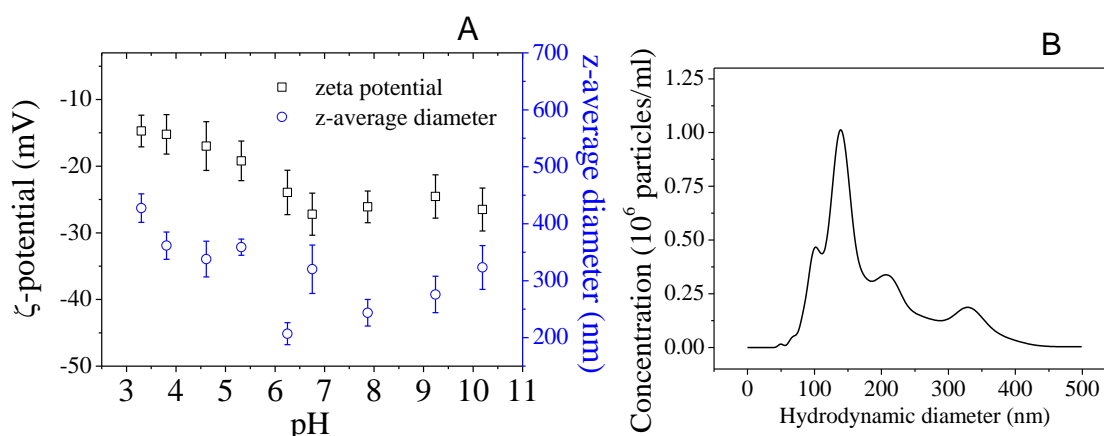 A
ζ-potential (mV)
-10
-20
-30
-40
-50
zeta potential
z-average diameter
700
600
500
400
300
200
z-average diameter (nm)
3 4 5 6 7 8 9 10 11
pH
B
Concentration (10⁶ particles/ml)
1.25
1.00
0.75
0.50
0.25
0.00
0 100 200 300 400 500
Hydrodynamic diameter (nm)